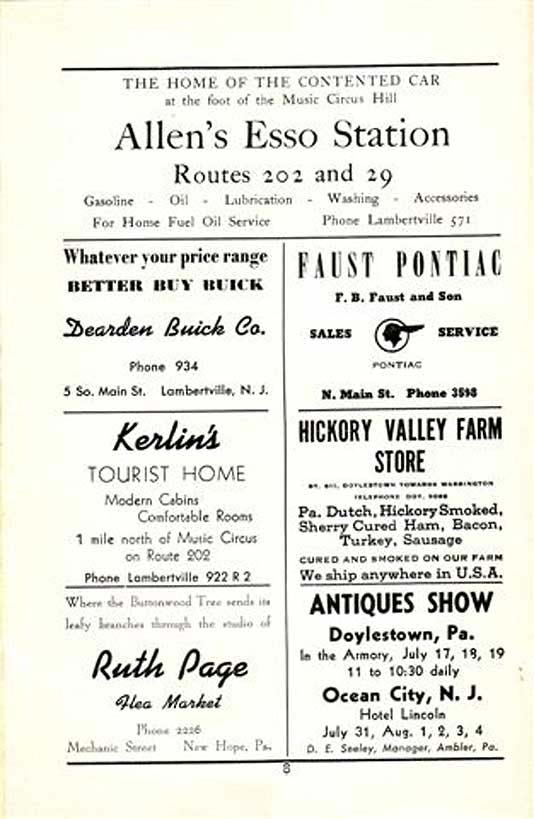 THE HOME OF THE CONTENTED CAR
at the foot of the Music Circus Hill
Allen's Esso Station
Routes 202 and 29
Gasoline - Oil - Lubrication - Washing - Accessories
For Home Fuel Oil Service Phone Lambertville 571
Whatever your price range
BETTER BUY BUICK
Dearden Buick Co.
Phone 934
5 So. Main St. Lambertville, N. J.
Kerlin's
TOURIST HOME
Modern Cabins
Comfortable Rooms
1 mile north of Music Circus
on Route 202
Phone Lambertville 922 R 2
Where the Buttonwood Tree sends its
leafy branches through the studio of
Ruth Page
Flea Market
Phone 2226
Mechanic Street New Hope, Pa.
FAUST PONTIAC
F. B. Faust and Son
SALES SERVICE
PONTIAC
N. Main St. Phone
HICKORY VALLEY FARM
STORE
DOYLESTOWN TOWARDS WARRINGTON
TELEPHONE DOY.
Pa. Dutch, Hickory Smoked,
Sherry Cured Ham, Bacon,
Turkey, Sausage
CURED AND SMOKED ON OUR FARM
We ship anywhere in U.S.A.
ANTIQUES SHOW
Doylestown, Pa.
In the Armory, July 17, 18, 19
11 to 10:30 daily
Ocean City, N. J.
Hotel Lincoln
July 31, Aug. 1, 2, 3, 4
D. E. Seeley, Manager, Ambler, Pa.
8